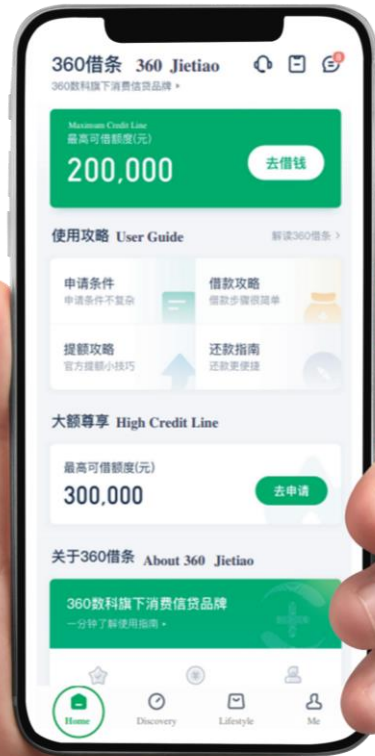 360借条 360 Jietiao
360数科旗下消费信贷品牌
Maximum Credit Line
最高可借额度(元)
200,000
去借钱
使用攻略 User Guide
解读360借条 >
申请条件
申请条件不复杂
借款攻略
借款步骤很简单
提额攻略
官方提额小技巧
还款指南
还款更便捷
大额尊享 High Credit Line
最高可借额度(元)
300,000
去申请
关于360借条 About 360 Jietiao
360数科旗下消费信贷品牌
一分钟了解使用指南
Home
Discovery
Lifestyle
Me